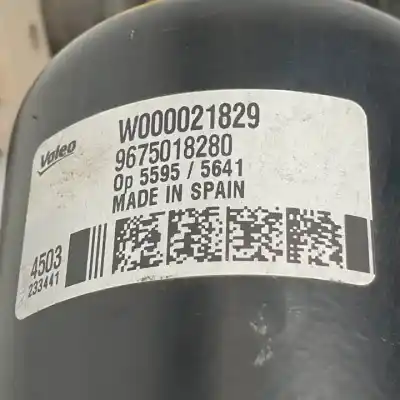 Valeo
W000021829
9675018280
Op 5595 / 5641
MADE IN SPAIN
4503
233441